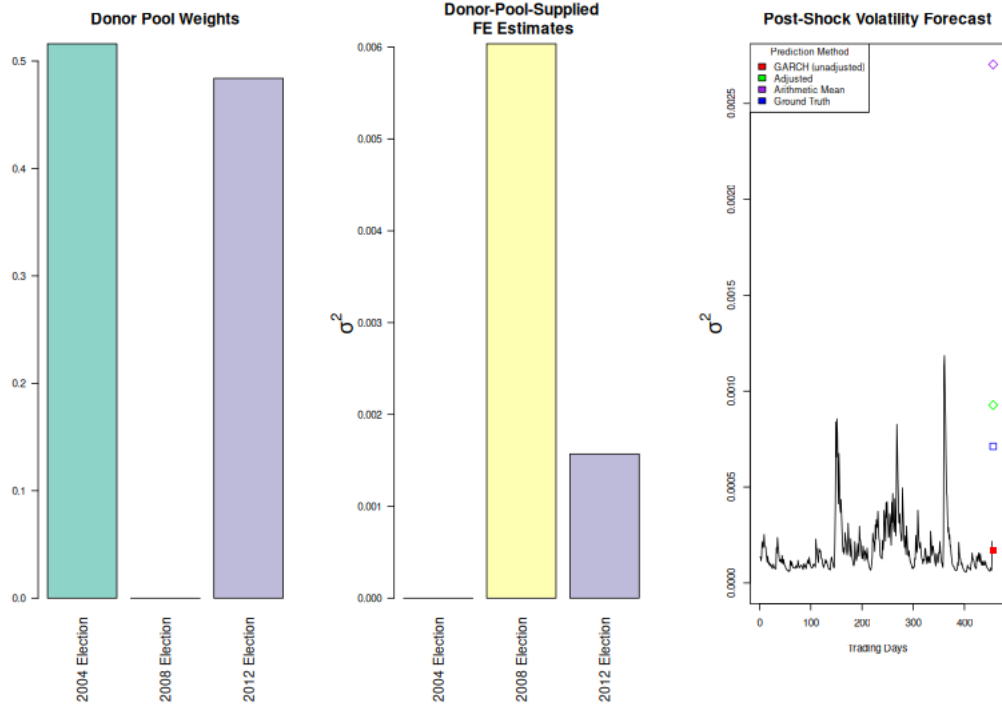 Donor Pool Weights
0.5
0.4
0.3
0.2
0.1
0.0
2004 Election
2008 Election
2012 Election
Donor-Pool-Supplied
FE Estimates
σ²
0.006
0.005
0.004
0.003
0.002
0.001
0.000
2004 Election
2008 Election
2012 Election
Post-Shock Volatility Forecast
Prediction Method
GARCH (unadjusted)
Adjusted
Arithmetic Mean
Ground Truth
σ²
0.0025
0.0020
0.0015
0.0010
0.0005
0.0000
0
100
200
300
400
Trading Days